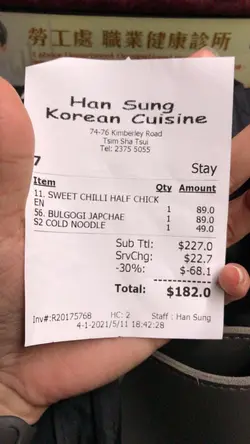 勞工處 職業健康診所
Han Sung
Korean Cuisine
74-76 Kimberley Road
Tsim Sha Tsui
Tel: 2375 5055
7 Stay
Item Qty Amount
11. SWEET CHILLI HALF CHICK
EN 1 89.0
56. BULGOGI JAPCHAE 1 89.0
S2 COLD NOODLE 1 49.0
Sub Ttl: $227.0
SrvChg: $22.7
-30%: $-68.1
Total: $182.0
Inv#:R20175768 HC: 2 Staff : Han Sung
4-1-2021/5/11 18:42:28